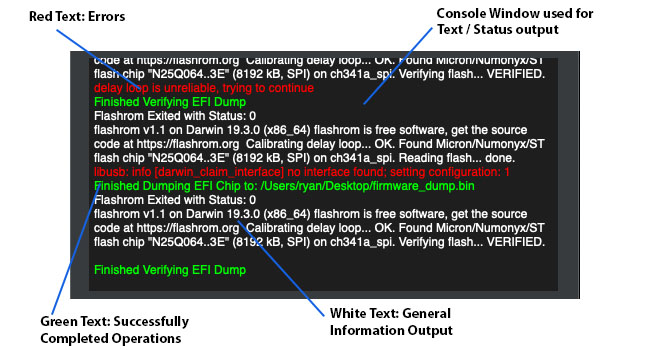 Red Text: Errors
Console Window used for
Text / Status output
code at https://flashrom.org  Calibrating delay loop... OK. Found Micron/Numonyx/ST
flash chip "N25Q064..3E" (8192 kB, SPI) on ch341a_spi. Verifying flash... VERIFIED.
delay loop is unreliable, trying to continue
Finished Verifying EFI Dump
Flashrom Exited with Status: 0
flashrom v1.1 on Darwin 19.3.0 (x86_64) flashrom is free software, get the source
code at https://flashrom.org  Calibrating delay loop... OK. Found Micron/Numonyx/ST
flash chip "N25Q064..3E" (8192 kB, SPI) on ch341a_spi. Reading flash... done.
libusb: info [darwin_claim_interface] no interface found; setting configuration: 1
Finished Dumping EFI Chip to: /Users/ryan/Desktop/firmware_dump.bin
Flashrom Exited with Status: 0
flashrom v1.1 on Darwin 19.3.0 (x86_64) flashrom is free software, get the source
code at https://flashrom.org  Calibrating delay loop... OK. Found Micron/Numonyx/ST
flash chip "N25Q064..3E" (8192 kB, SPI) on ch341a_spi. Verifying flash... VERIFIED.
Finished Verifying EFI Dump
Green Text: Successfully
Completed Operations
White Text: General
Information Output